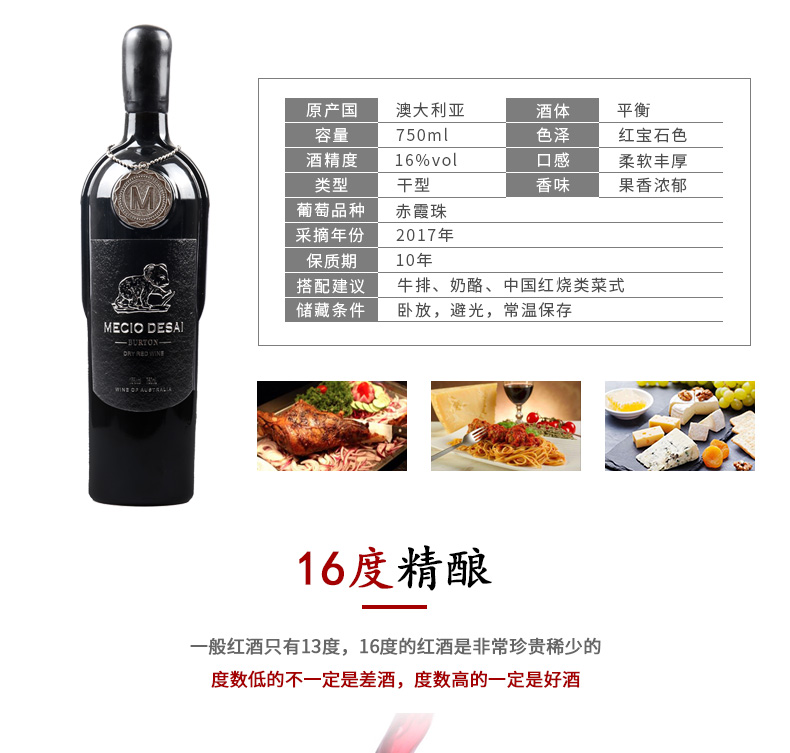 M
MECIO DESAI
BURTON
DRY RED WINE
WINE OF AUSTRALIA
原产国 澳大利亚 酒体 平衡
容量 750ml 色泽 红宝石色
酒精度 16%vol 口感 柔软丰厚
类型 干型 香味 果香浓郁
葡萄品种 赤霞珠
采摘年份 2017年
保质期 10年
搭配建议 牛排、奶酪、中国红烧类菜式
储藏条件 卧放，避光，常温保存
16度精酿
一般红酒只有13度，16度的红酒是非常珍贵稀少的
度数低的不一定是差酒，度数高的一定是好酒